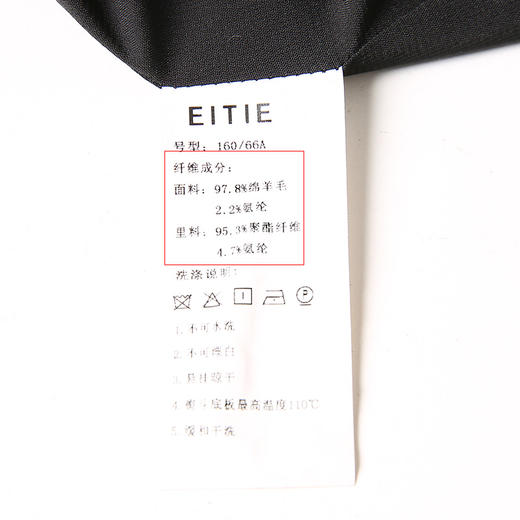 EITIE
号型: 160/66A
纤维成分:
面料: 97.8%绵羊毛
2.2%氨纶
里料: 95.3%聚酯纤维
4.7%氨纶
洗涤说明:
P
1.不可水洗
2.不可漂白
3.悬挂晾干
4.熨斗底板最高温度110℃
5.缓和干洗